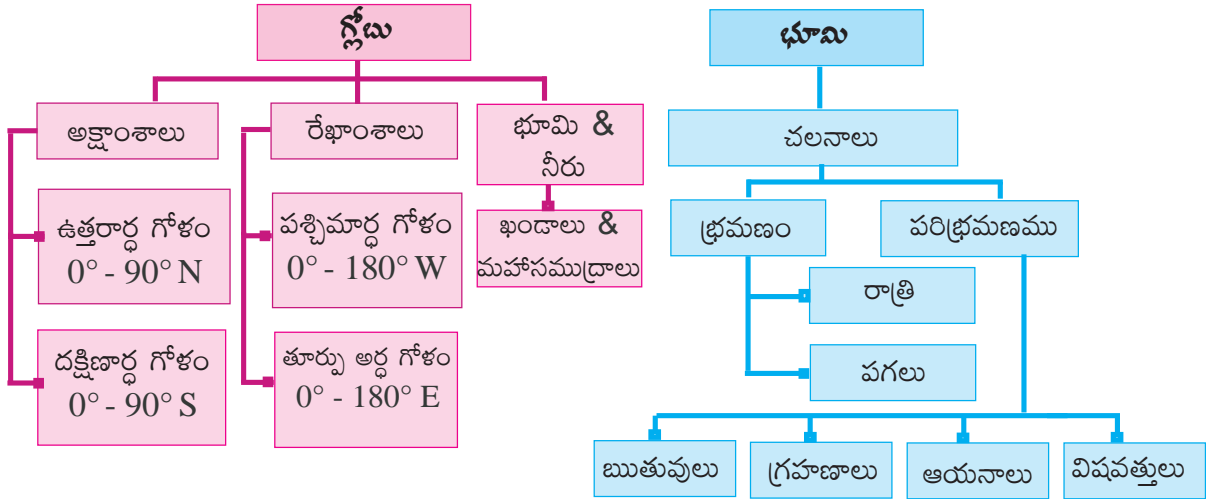 గ్లోబు
అక్షాంశాలు
ఉత్తరార్ధ గోళం
0° - 90° N
దక్షిణార్ధ గోళం
0° - 90° S
రేఖాంశాలు
పశ్చిమార్ధ గోళం
0° - 180° W
తూర్పు అర్ధ గోళం
0° - 180° E
భూమి &
నీరు
ఖండాలు &
మహాసముద్రాలు
భూమి
చలనాలు
భ్రమణం
రాత్రి
పగలు
పరిభ్రమణము
ఋతువులు
గ్రహణాలు
ఆయనాలు
విషవత్తులు